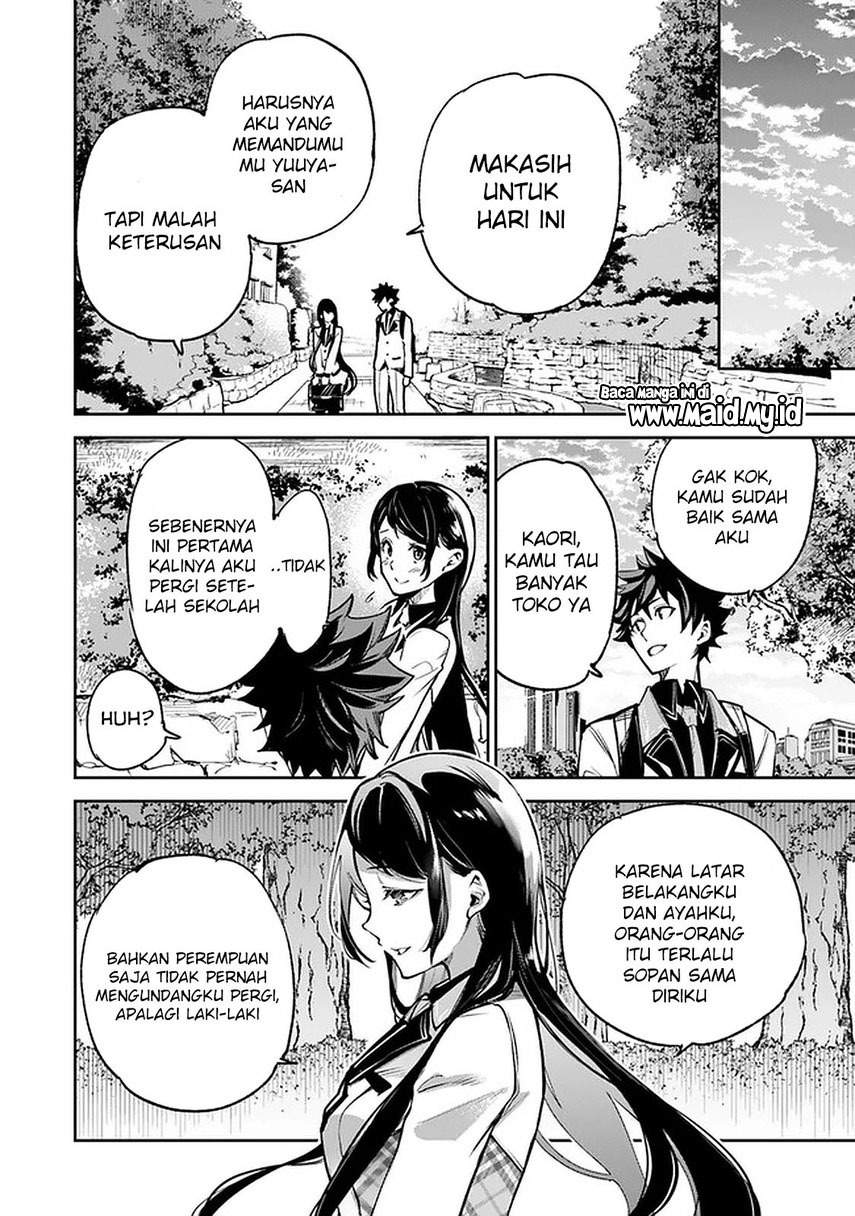 MAKASIH
UNTUK
HARI INI
HARUSNYA
AKU YANG
MEMANDUMU
MU YUUYA-
SAN
TAPI MALAH
KETERUSAN
Baca Manga ini di
www.Maid.My.id
GAK KOK,
KAMU SUDAH
BAIK SAMA
AKU
KAORI,
KAMU TAU
BANYAK
TOKO YA
..TIDAK
SEBENERNYA
INI PERTAMA
KALINYA AKU
PERGI SETE-
LAH SEKOLAH
HUH?
KARENA LATAR
BELAKANGKU
DAN AYAHKU,
ORANG-ORANG
ITU TERLALU
SOPAN SAMA
DIRIKU
BAHKAN PEREMPUAN
SAJA TIDAK PERNAH
MENGUNDANGKU PERGI,
APALAGI LAKI-LAKI